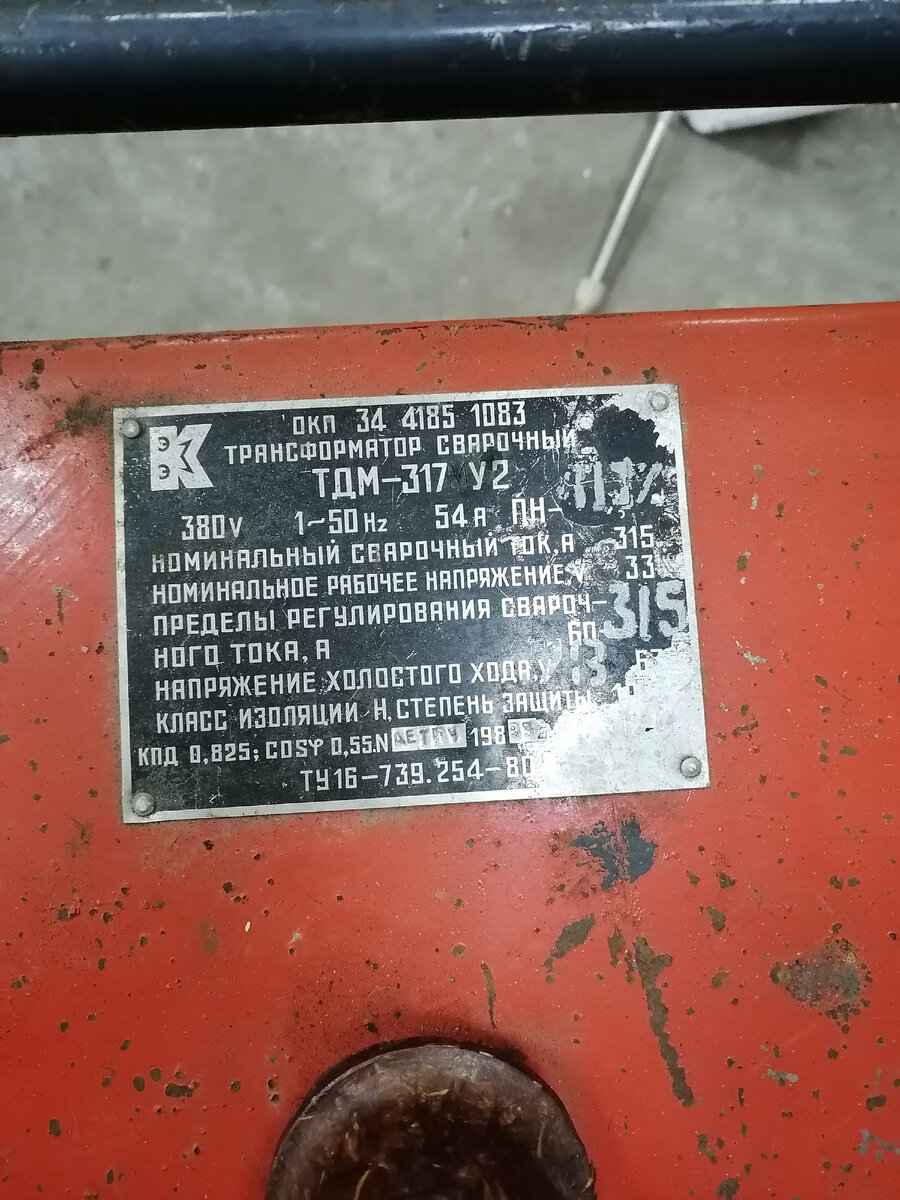 ОКП 34 4185 1083
ТРАНСФОРМАТОР СВАРОЧНЫЙ
ТДМ-317 У2
380V 1~50Hz 54А ПН-
НОМИНАЛЬНЫЙ СВАРОЧНЫЙ ТОК, А 315
НОМИНАЛЬНОЕ РАБОЧЕЕ НАПРЯЖЕНИЕ, V 33
ПРЕДЕЛЫ РЕГУЛИРОВАНИЯ СВАРОЧ-
НОГО ТОКА, А 60- 315
НАПРЯЖЕНИЕ ХОЛОСТОГО ХОДА, V
КЛАСС ИЗОЛЯЦИИ Н, СТЕПЕНЬ ЗАЩИТЫ
КПД 0,825; COSφ 0,55.N 198
ТУ16-739.254-80